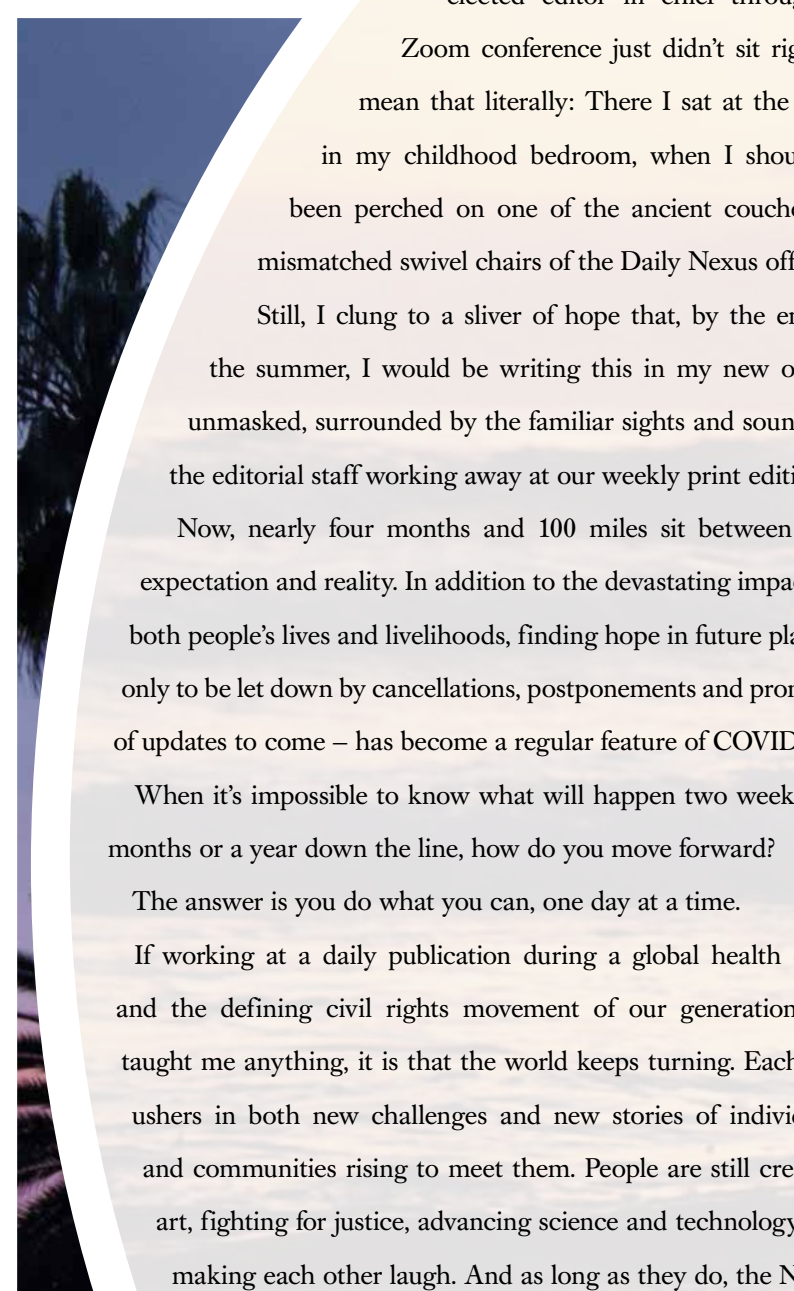 elected editor in chief
Zoom conference just didn't sit
mean that literally: There I sat at the
in my childhood bedroom, when I
been perched on one of the ancient
mismatched swivel chairs of the Daily Nexus
Still, I clung to a sliver of hope that, by the
the summer, I would be writing this in my new
unmasked, surrounded by the familiar sights and
the editorial staff working away at our weekly print
Now, nearly four months and 100 miles sit between
expectation and reality. In addition to the devastating
both people's lives and livelihoods, finding hope in future
only to be let down by cancellations, postponements and
of updates to come – has become a regular feature of COVID
When it's impossible to know what will happen two
months or a year down the line, how do you move forward?
The answer is you do what you can, one day at a time.
If working at a daily publication during a global health
and the defining civil rights movement of our generation
taught me anything, it is that the world keeps turning. Each
ushers in both new challenges and new stories of
and communities rising to meet them. People are still
art, fighting for justice, advancing science and technology
making each other laugh. And as long as they do, the